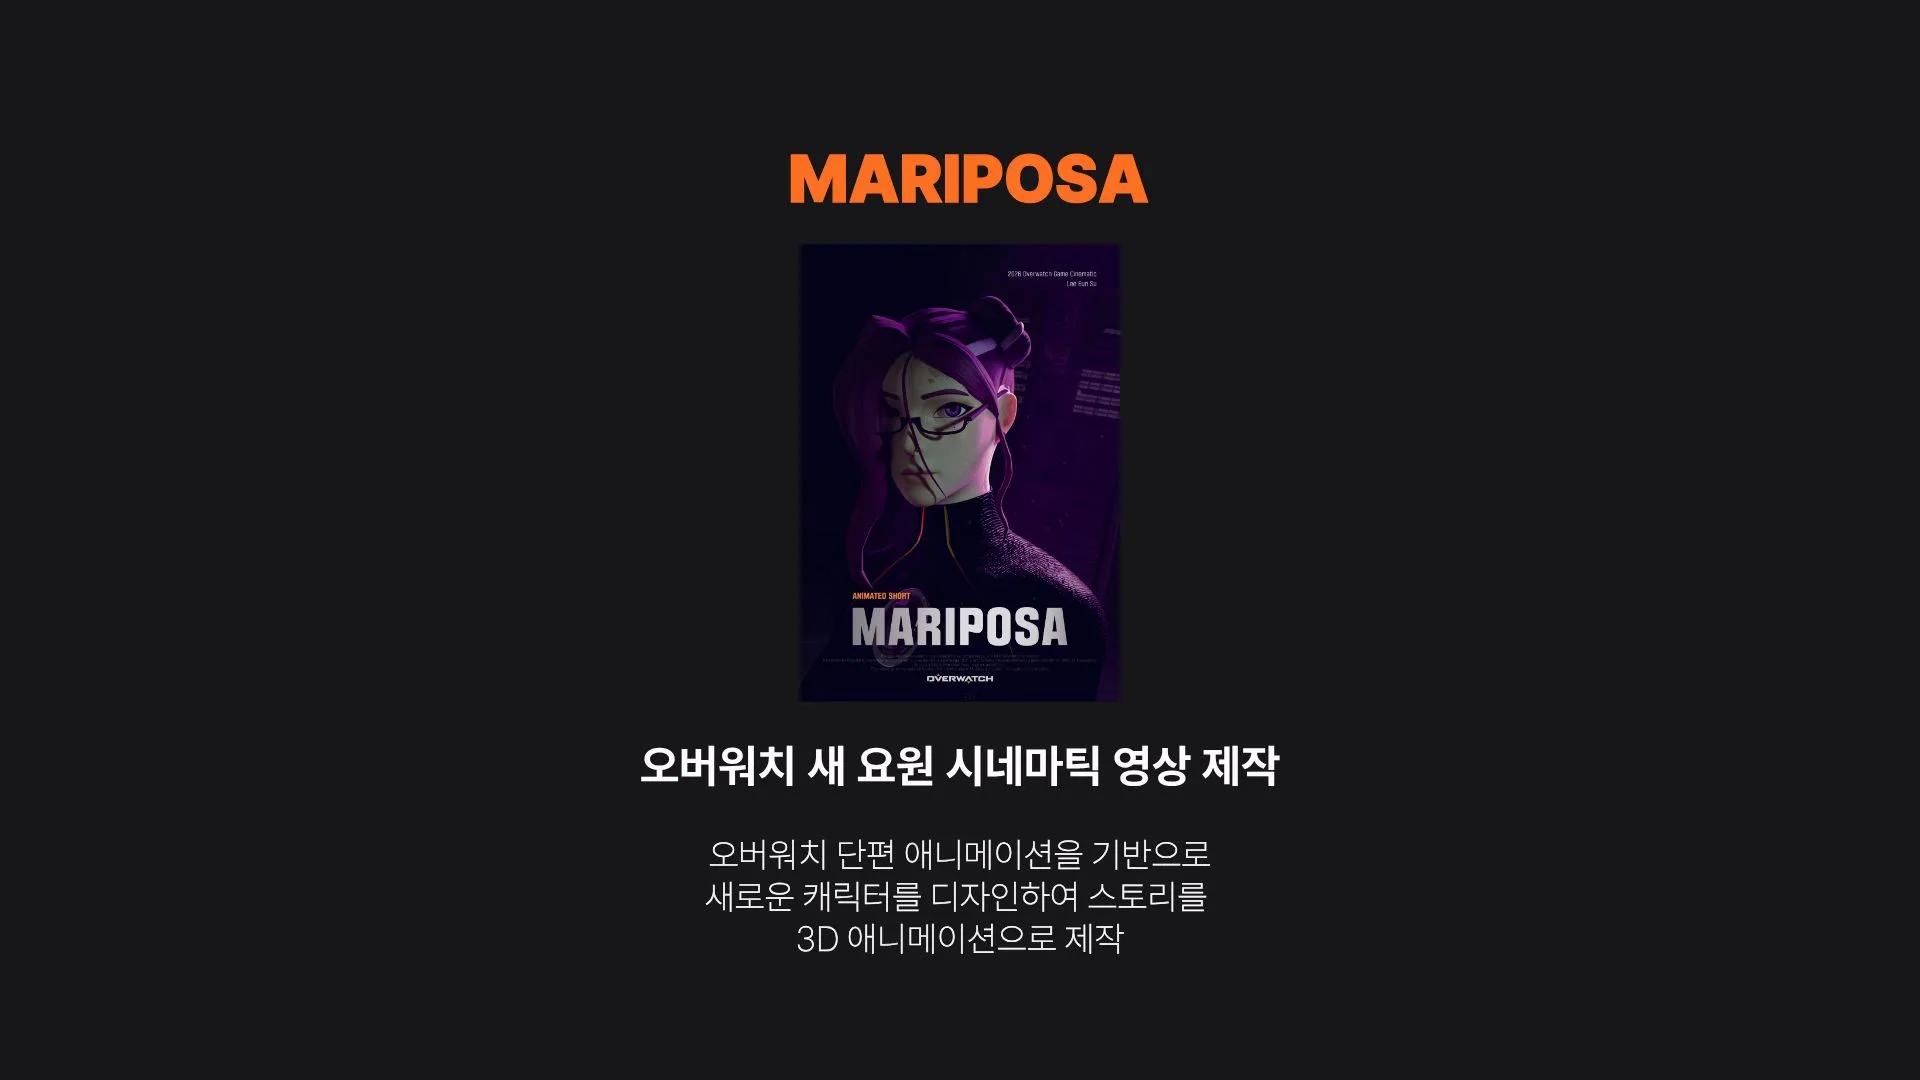 MARIPOSA
2026 Overwatch Game Cinematic
Lee Eun Su
ANIMATED SHORT
MARIPOSA
OVERWATCH
오버워치 새 요원 시네마틱 영상 제작
오버워치 단편 애니메이션을 기반으로
새로운 캐릭터를 디자인하여 스토리를
3D 애니메이션으로 제작